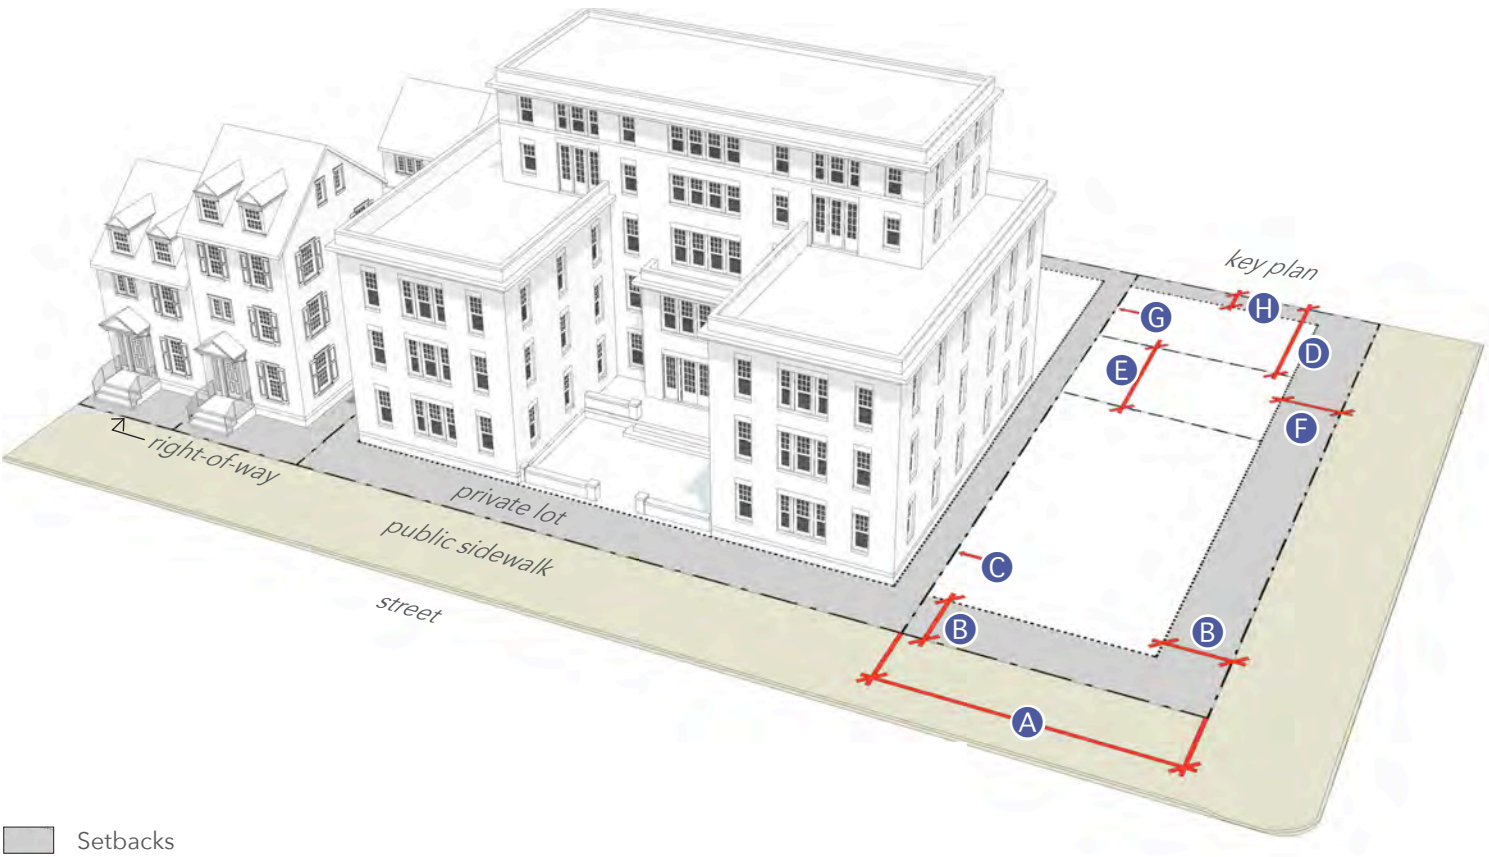 key plan
H
G
D
E
F
right-of-way
private lot
public sidewalk
C
street
B
B
A
Setbacks